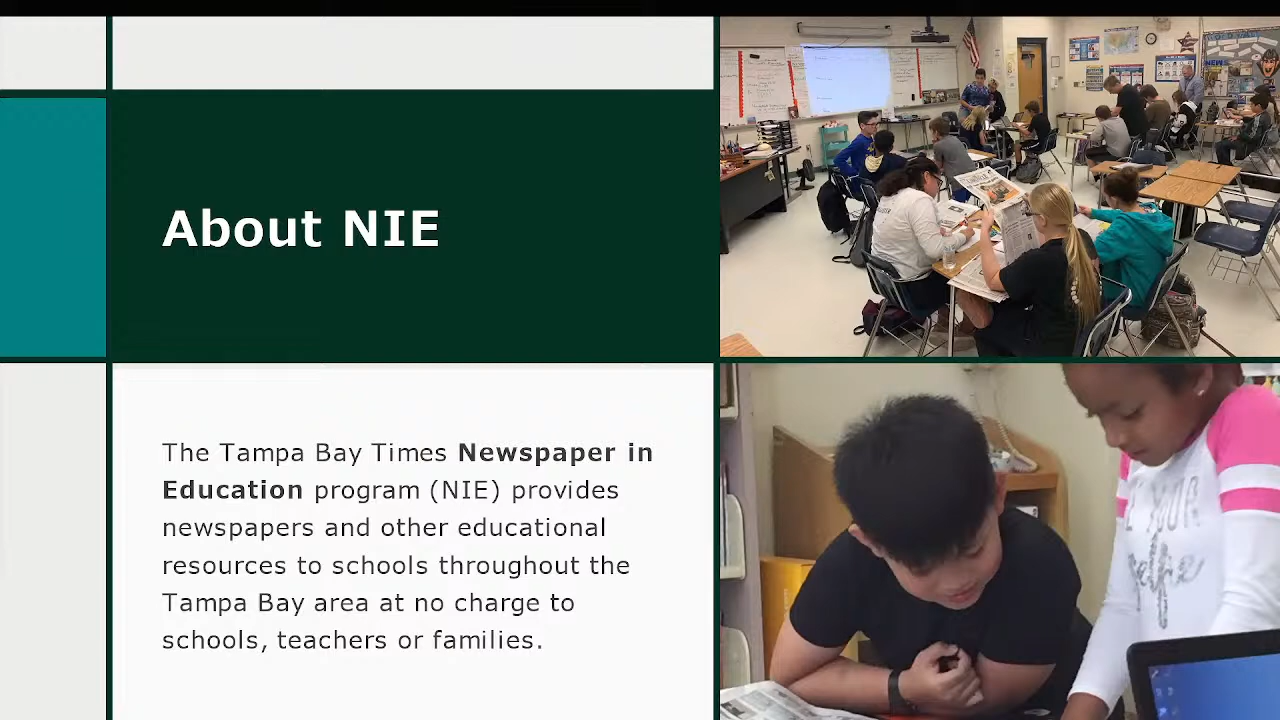 About NIE
The Tampa Bay Times Newspaper in
Education program (NIE) provides
newspapers and other educational
resources to schools throughout the
Tampa Bay area at no charge to
schools, teachers or families.
NEWS